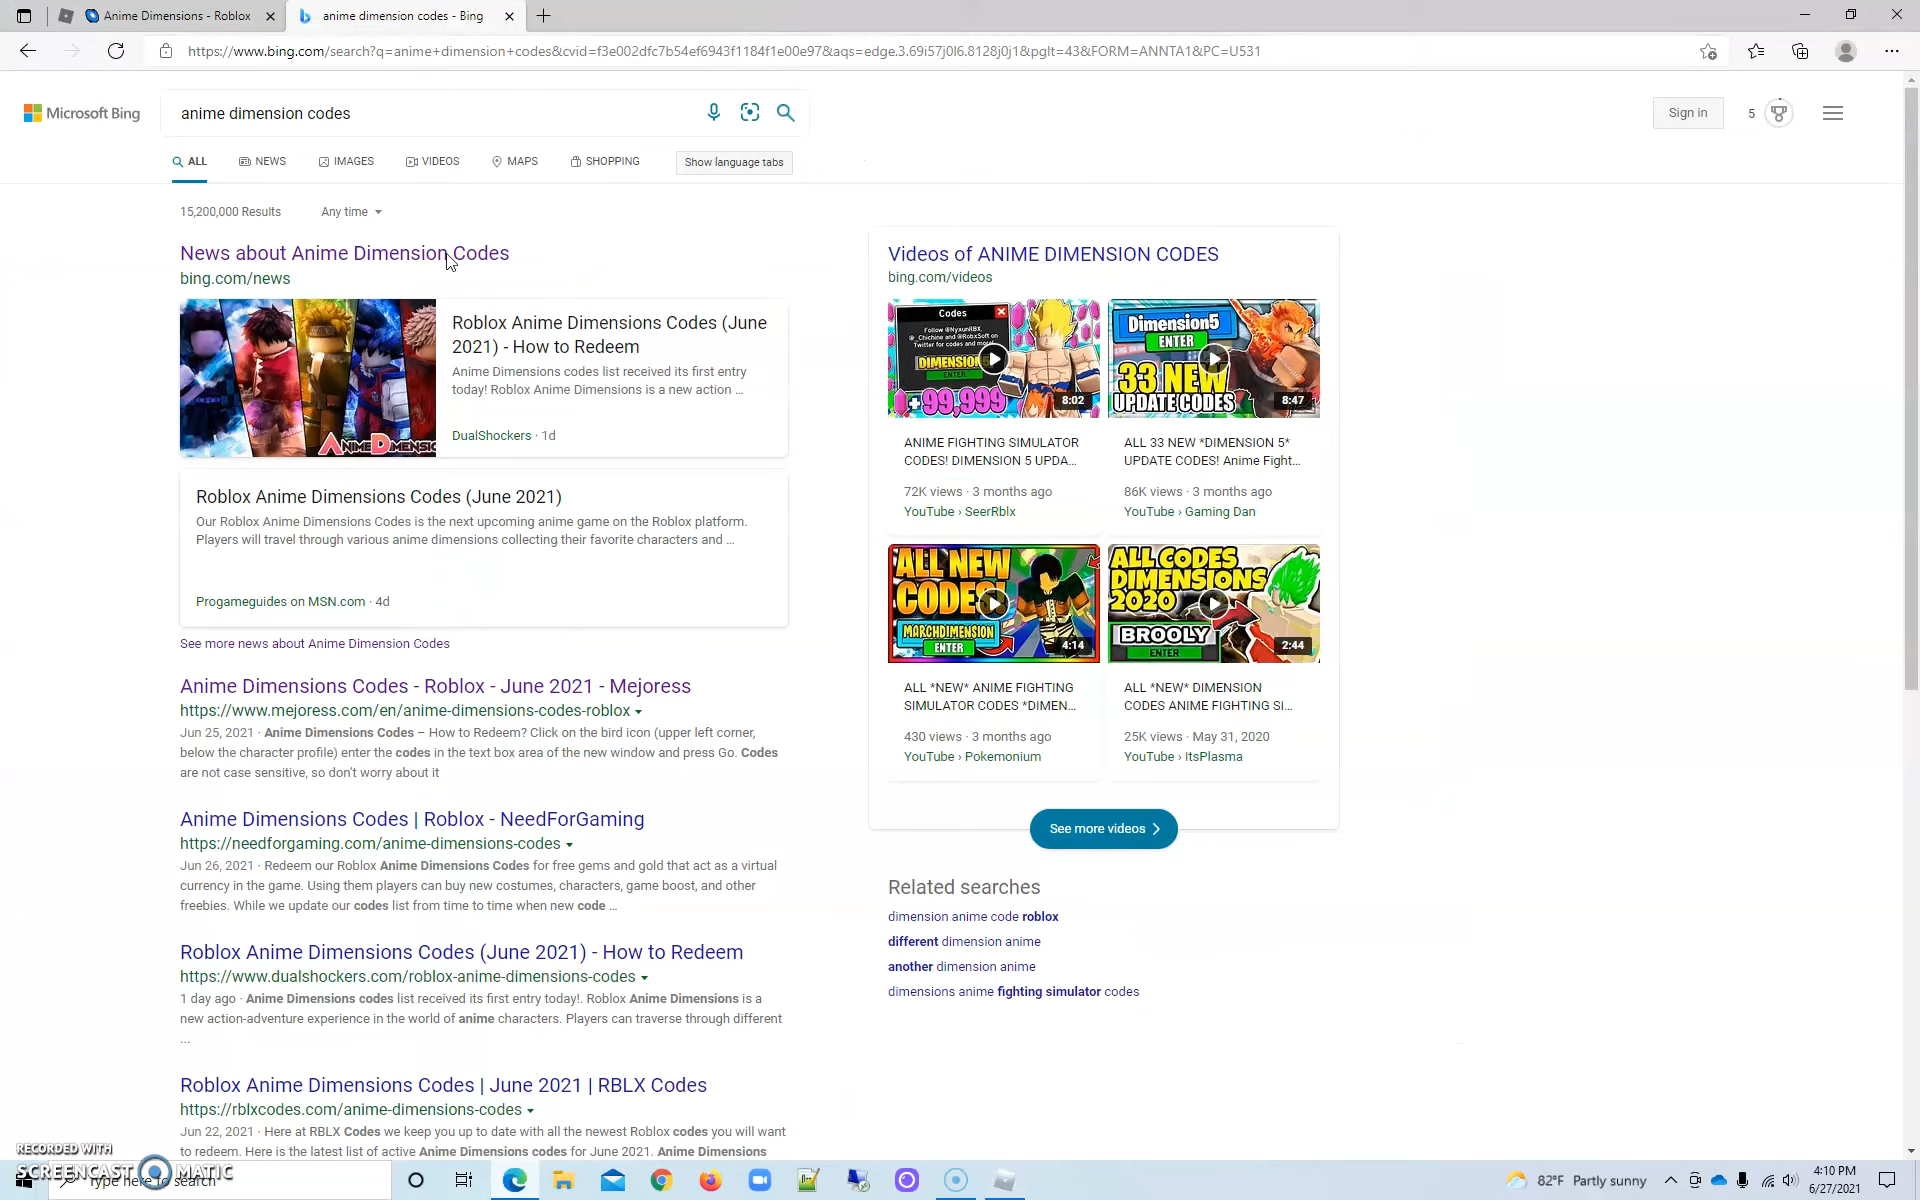 Anime Dimensions - Roblox
anime dimension codes - Bing
https://www.bing.com/search?q=anime+dimension+codes&cvid=f3e002dfc7b54ef6943f1184f1e00e97&aqs=edge.3.69i57j0l6.8128j0j1&pglt=43&FORM=ANNTA1&PC=U531
Microsoft Bing
anime dimension codes
Sign in
5
ALL
NEWS
IMAGES
VIDEOS
MAPS
SHOPPING
Show language tabs
15,200,000 Results
Any time
News about Anime Dimension Codes
bing.com/news
ANIME DIMENSIO
Roblox Anime Dimensions Codes (June
2021) - How to Redeem
Anime Dimensions codes list received its first entry
today! Roblox Anime Dimensions is a new action ...
DualShockers · 1d
Roblox Anime Dimensions Codes (June 2021)
Our Roblox Anime Dimensions Codes is the next upcoming anime game on the Roblox platform.
Players will travel through various anime dimensions collecting their favorite characters and ...
Progameguides on MSN.com · 4d
See more news about Anime Dimension Codes
Anime Dimensions Codes - Roblox - June 2021 - Mejoress
https://www.mejoress.com/en/anime-dimensions-codes-roblox
Jun 25, 2021 · Anime Dimensions Codes – How to Redeem? Click on the bird icon (upper left corner,
below the character profile) enter the codes in the text box area of the new window and press Go. Codes
are not case sensitive, so don't worry about it
Anime Dimensions Codes | Roblox - NeedForGaming
https://needforgaming.com/anime-dimensions-codes
Jun 26, 2021 · Redeem our Roblox Anime Dimensions Codes for free gems and gold that act as a virtual
currency in the game. Using them players can buy new costumes, characters, game boost, and other
freebies. While we update our codes list from time to time when new code ...
Roblox Anime Dimensions Codes (June 2021) - How to Redeem
https://www.dualshockers.com/roblox-anime-dimensions-codes
1 day ago · Anime Dimensions codes list received its first entry today!. Roblox Anime Dimensions is a
new action-adventure experience in the world of anime characters. Players can traverse through different
...
Roblox Anime Dimensions Codes | June 2021 | RBLX Codes
https://rblxcodes.com/anime-dimensions-codes
Jun 22, 2021 · Here at RBLX Codes we keep you up to date with all the newest Roblox codes you will want
to redeem. Here is the latest list of active Anime Dimensions codes for June 2021. Anime Dimensions
Videos of ANIME DIMENSION CODES
bing.com/videos
Codes
Follow @NyxunRBX,
@_Chichine and @RobxSoft on
Twitter for codes and more!
DIMENSION5
ENTER
+99,999
8:02
Dimension5
ENTER
33 NEW
UPDATE CODES
8:47
ANIME FIGHTING SIMULATOR
CODES! DIMENSION 5 UPDA...
72K views · 3 months ago
YouTube › SeerRblx
ALL 33 NEW *DIMENSION 5*
UPDATE CODES! Anime Fight...
86K views · 3 months ago
YouTube › Gaming Dan
ALL NEW
CODES!
MARCHDIMENSION
ENTER
4:14
ALL CODES
DIMENSIONS
2020
BROOLY
ENTER
2:44
ALL *NEW* ANIME FIGHTING
SIMULATOR CODES *DIMEN...
430 views · 3 months ago
YouTube › Pokemonium
ALL *NEW* DIMENSION
CODES ANIME FIGHTING SI...
25K views · May 31, 2020
YouTube › ItsPlasma
See more videos
Related searches
dimension anime code roblox
different dimension anime
another dimension anime
dimensions anime fighting simulator codes
RECORDED WITH
SCREENCAST MATIC
Type here to search
82°F Partly sunny
4:10 PM
6/27/2021